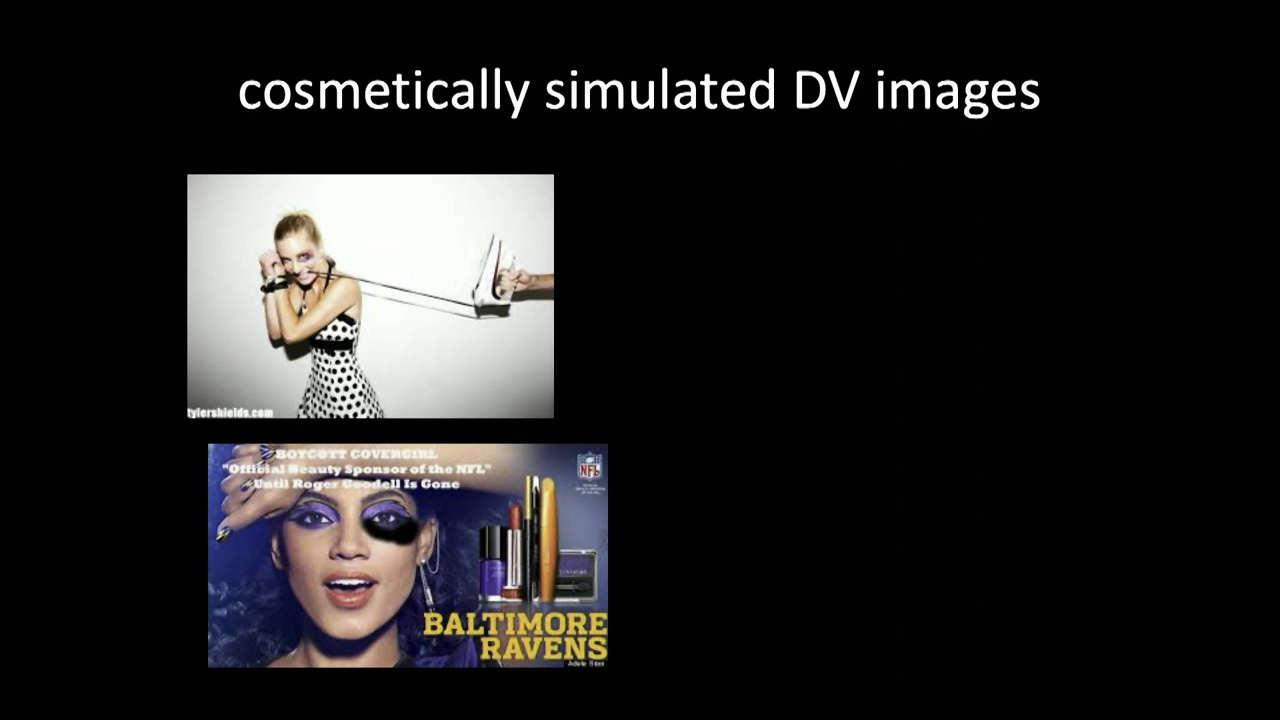 cosmetically simulated DV images
tylershields.com
BOYCOTT COVERGIRL
"Official Beauty Sponsor of the NFL"
Until Roger Goodell Is Gone
NFL
BALTIMORE
RAVENS